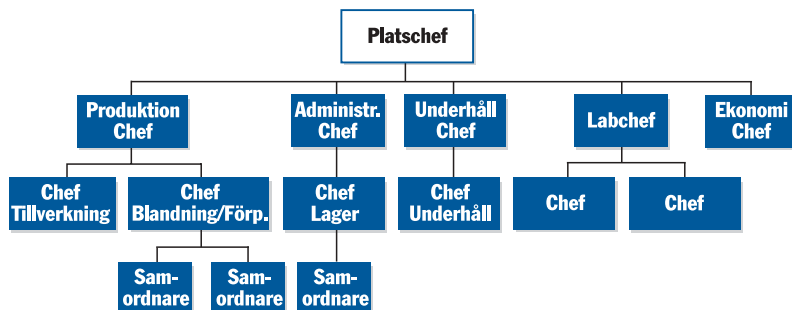 Platschef
Produktion
Chef
Administr.
Chef
Underhåll
Chef
Labchef
Ekonomi
Chef
Chef
Tillverkning
Chef
Blandning/Förp.
Chef
Lager
Chef
Underhåll
Chef
Chef
Sam-
ordnare
Sam-
ordnare
Sam-
ordnare